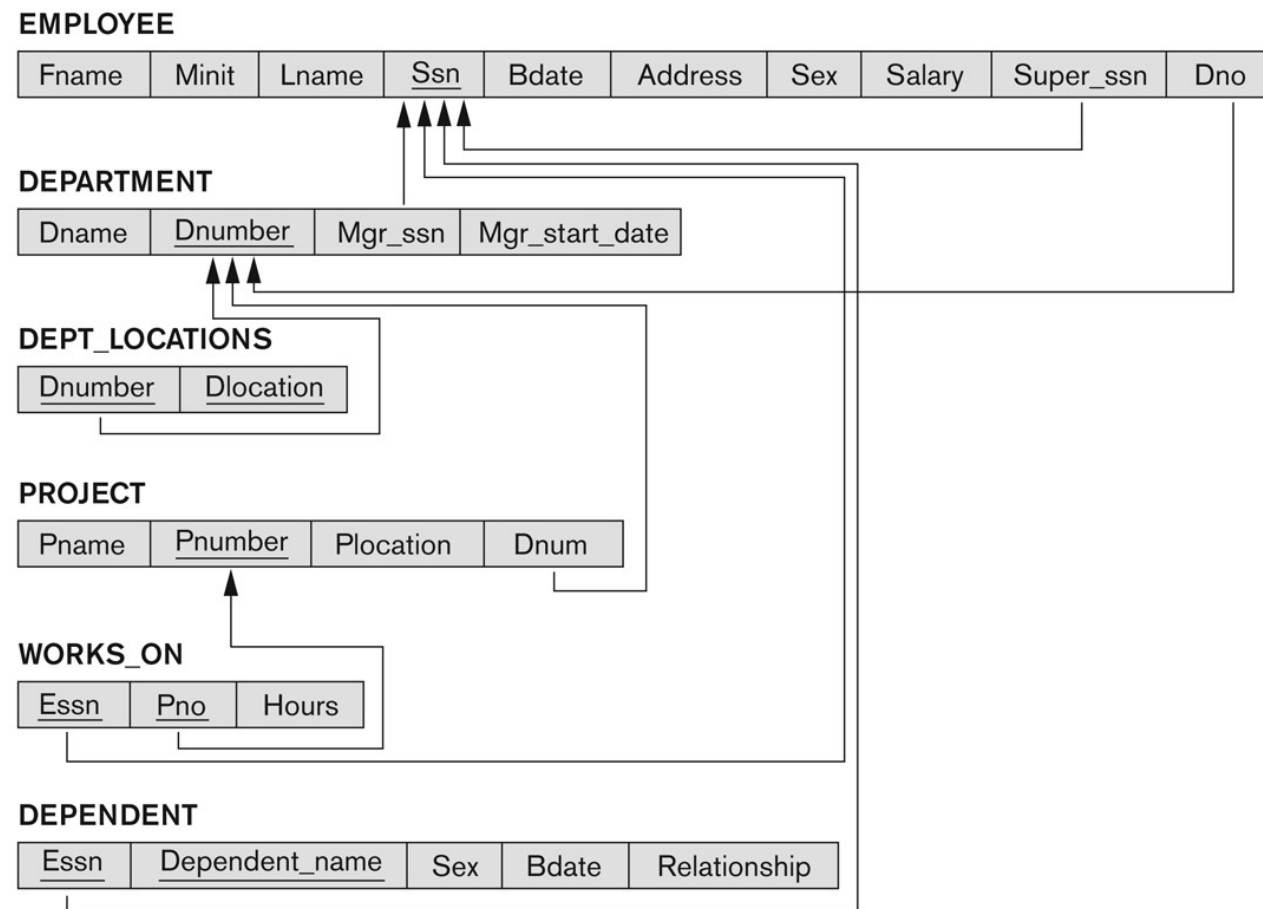 EMPLOYEE
Fname Minit Lname Ssn Bdate Address Sex Salary Super_ssn Dno
DEPARTMENT
Dname Dnumber Mgr_ssn Mgr_start_date
DEPT_LOCATIONS
Dnumber Dlocation
PROJECT
Pname Pnumber Plocation Dnum
WORKS_ON
Essn Pno Hours
DEPENDENT
Essn Dependent_name Sex Bdate Relationship